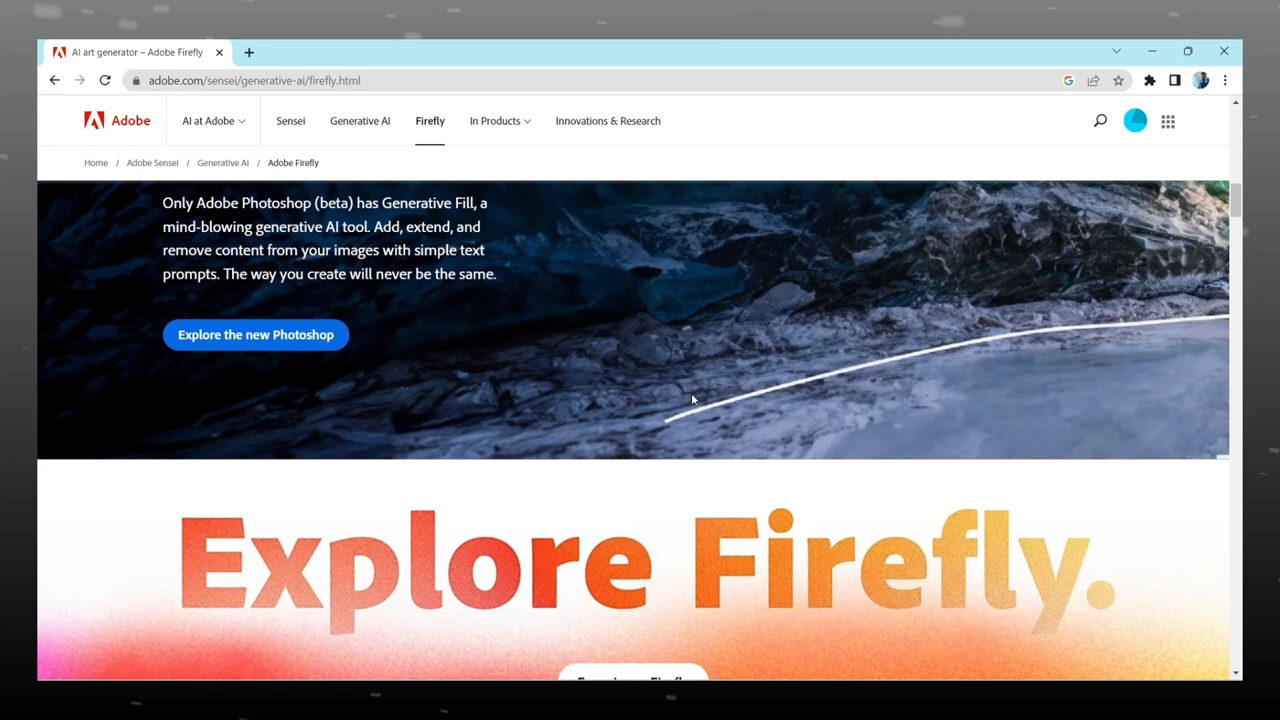 AI art generator – Adobe Firefly
adobe.com/sensei/generative-ai/firefly.html
Adobe
AI at Adobe
Sensei
Generative AI
Firefly
In Products
Innovations & Research
Home / Adobe Sensei / Generative AI / Adobe Firefly
Only Adobe Photoshop (beta) has Generative Fill, a
mind-blowing generative AI tool. Add, extend, and
remove content from your images with simple text
prompts. The way you create will never be the same.
Explore the new Photoshop
Explore Firefly.